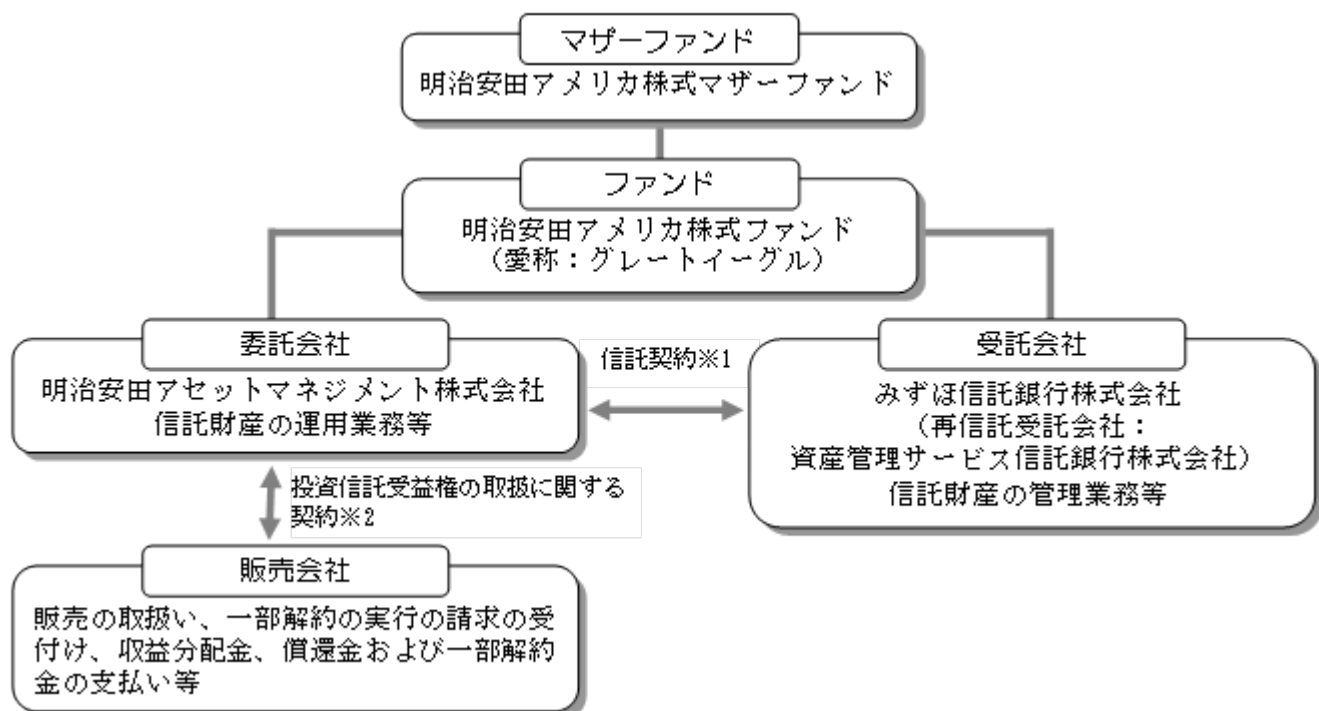 マザーファンド
明治安田アメリカ株式マザーファンド
ファンド
明治安田アメリカ株式ファンド
（愛称：グレートイーグル）
委託会社
明治安田アセットマネジメント株式会社
信託財産の運用業務等
信託契約※1
受託会社
みずほ信託銀行株式会社
（再信託受託会社：
資産管理サービス信託銀行株式会社）
信託財産の管理業務等
投資信託受益権の取扱に関する
契約※2
販売会社
販売の取扱い、一部解約の実行の請求の受
付け、収益分配金、償還金および一部解約
金の支払い等